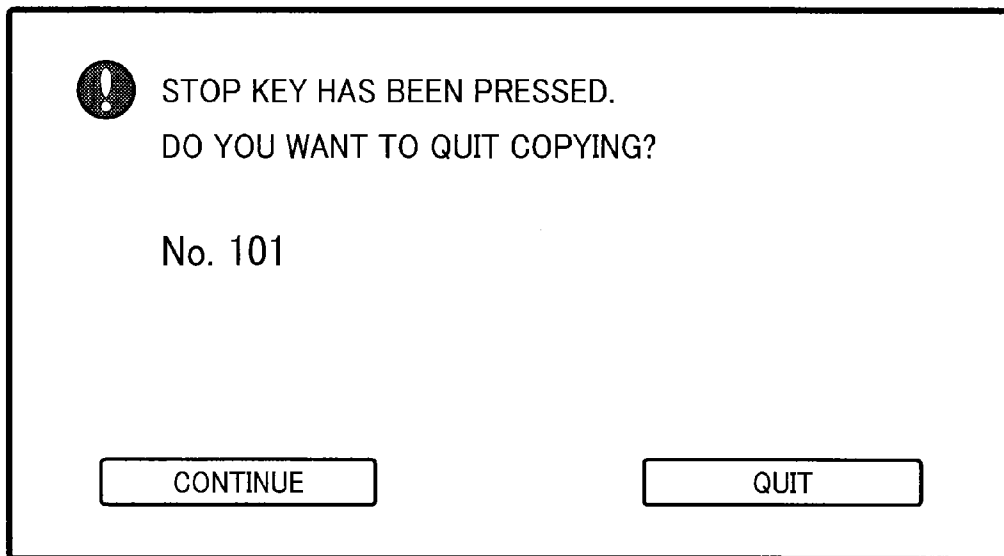 STOP KEY HAS BEEN PRESSED.
DO YOU WANT TO QUIT COPYING?
No. 101
CONTINUE QUIT